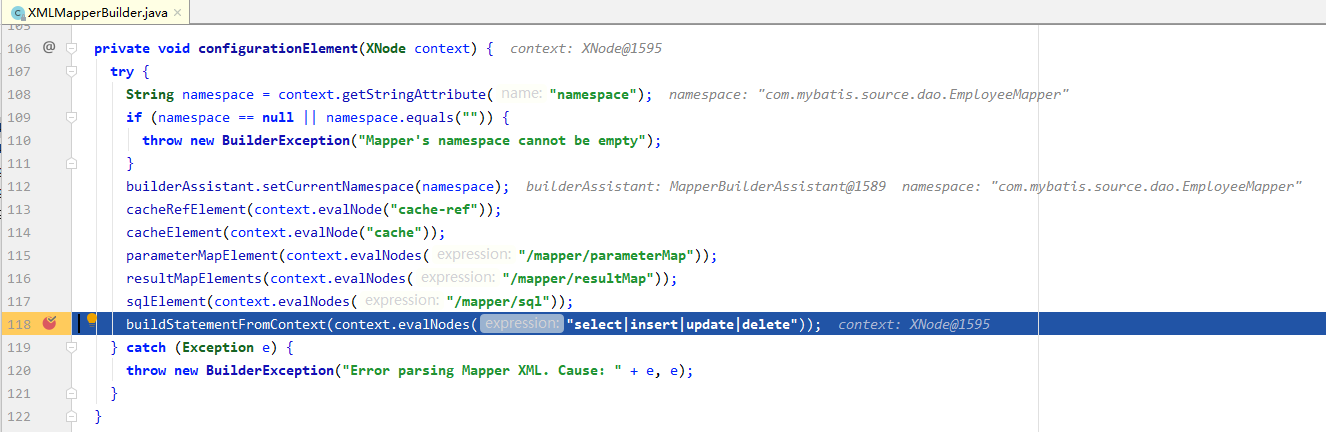 XMLMapperBuilder.java ×
105
106 @ private void configurationElement(XNode context) { context: XNode@1595
107 try {
108 String namespace = context.getStringAttribute( name: "namespace"); namespace: "com.mybatis.source.dao.EmployeeMapper"
109 if (namespace == null || namespace.equals("")) {
110 throw new BuilderException("Mapper's namespace cannot be empty");
111 }
112 builderAssistant.setCurrentNamespace(namespace); builderAssistant: MapperBuilderAssistant@1589 namespace: "com.mybatis.source.dao.EmployeeMapper"
113 cacheRefElement(context.evalNode("cache-ref"));
114 cacheElement(context.evalNode("cache"));
115 parameterMapElement(context.evalNodes( expression: "/mapper/parameterMap"));
116 resultMapElements(context.evalNodes( expression: "/mapper/resultMap"));
117 sqlElement(context.evalNodes( expression: "/mapper/sql"));
118 buildStatementFromContext(context.evalNodes( expression: "select|insert|update|delete")); context: XNode@1595
119 } catch (Exception e) {
120 throw new BuilderException("Error parsing Mapper XML. Cause: " + e, e);
121 }
122 }